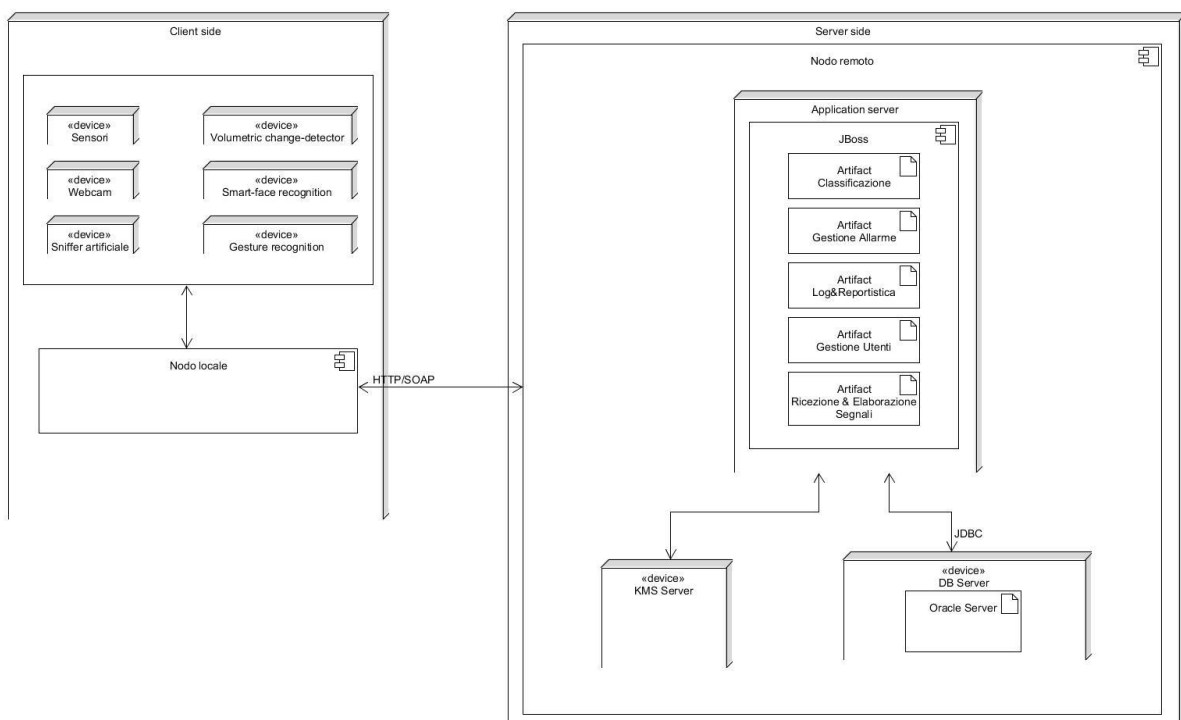 Client side
«device»
Sensori
«device»
Volumetric change-detector
«device»
Webcam
«device»
Smart-face recognition
«device»
Sniffer artificiale
«device»
Gesture recognition
Nodo locale
HTTP/SOAP
Server side
Nodo remoto
Application server
JBoss
Artifact
Classificazione
Artifact
Gestione Allarme
Artifact
Log&Reportistica
Artifact
Gestione Utenti
Artifact
Ricezione & Elaborazione
Segnali
JDBC
«device»
KMS Server
«device»
DB Server
Oracle Server